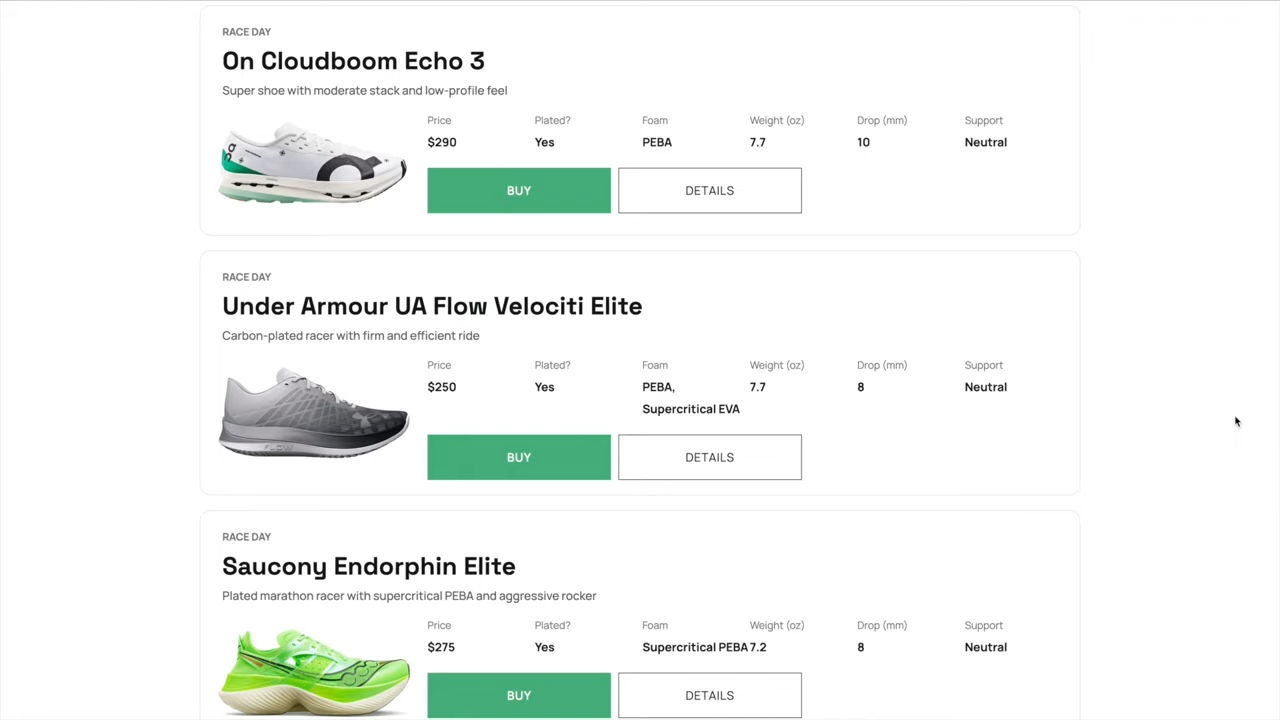 RACE DAY
On Cloudboom Echo 3
Super shoe with moderate stack and low-profile feel
Price Plated? Foam Weight (oz) Drop (mm) Support
$290 Yes PEBA 7.7 10 Neutral
BUY DETAILS
RACE DAY
Under Armour UA Flow Velociti Elite
Carbon-plated racer with firm and efficient ride
Price Plated? Foam Weight (oz) Drop (mm) Support
$250 Yes PEBA, 7.7 8 Neutral
Supercritical EVA
FLOW
BUY DETAILS
RACE DAY
Saucony Endorphin Elite
Plated marathon racer with supercritical PEBA and aggressive rocker
Price Plated? Foam Weight (oz) Drop (mm) Support
$275 Yes Supercritical PEBA 7.2 8 Neutral
BUY DETAILS